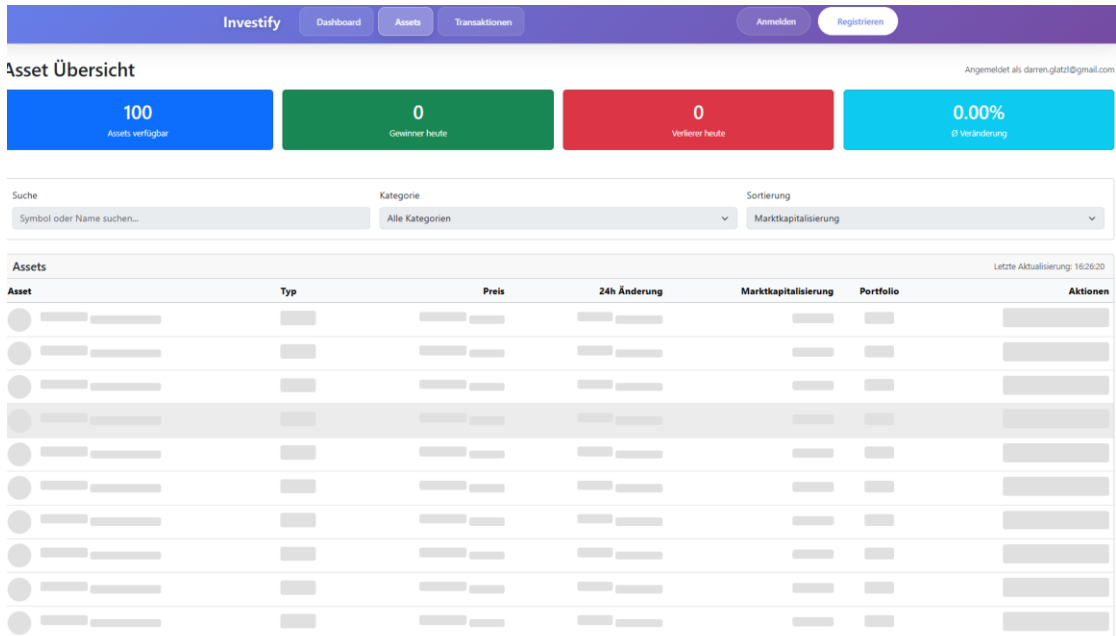 Investify Dashboard Assets Transaktionen Anmelden Registrieren
Asset Übersicht
Angemeldet als darren.glatzl@gmail.com
100
Assets verfügbar
0
Gewinner heute
0
Verlierer heute
0.00%
Ø Veränderung
Suche
Symbol oder Name suchen...
Kategorie
Alle Kategorien
Sortierung
Marktkapitalisierung
Assets
Letzte Aktualisierung: 16:26:20
Asset Typ Preis 24h Änderung Marktkapitalisierung Portfolio Aktionen